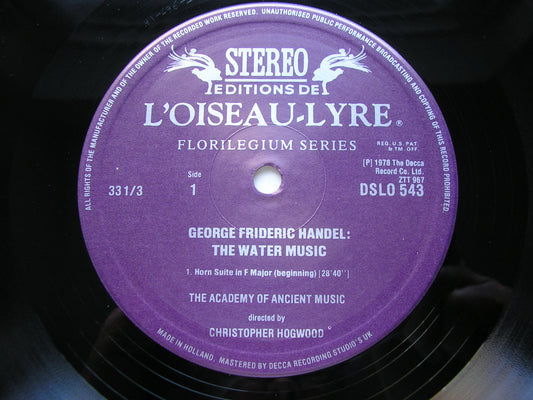 ALL RIGHTS OF THE MANUFACTURER AND OF THE OWNER OF THE RECORDED WORK RESERVED. UNAUTHORISED PUBLIC PERFORMANCE BROADCASTING AND COPYING OF THIS RECORD PROHIBITED
STEREO
EDITIONS DE
L'OISEAU-LYRE ®
FLORILEGIUM SERIES
REG. U.S. PAT.
& TM. OFF.
Side
1
33 1/3
[P] 1978 The Decca
Record Co. Ltd.
ZTT 967
DSLO 543
GEORGE FRIDERIC HANDEL:
THE WATER MUSIC
1. Horn Suite in F Major (beginning) [28'40'']
THE ACADEMY OF ANCIENT MUSIC
directed by
CHRISTOPHER HOGWOOD
MADE IN HOLLAND, MASTERED BY DECCA RECORDING STUDIO'S UK